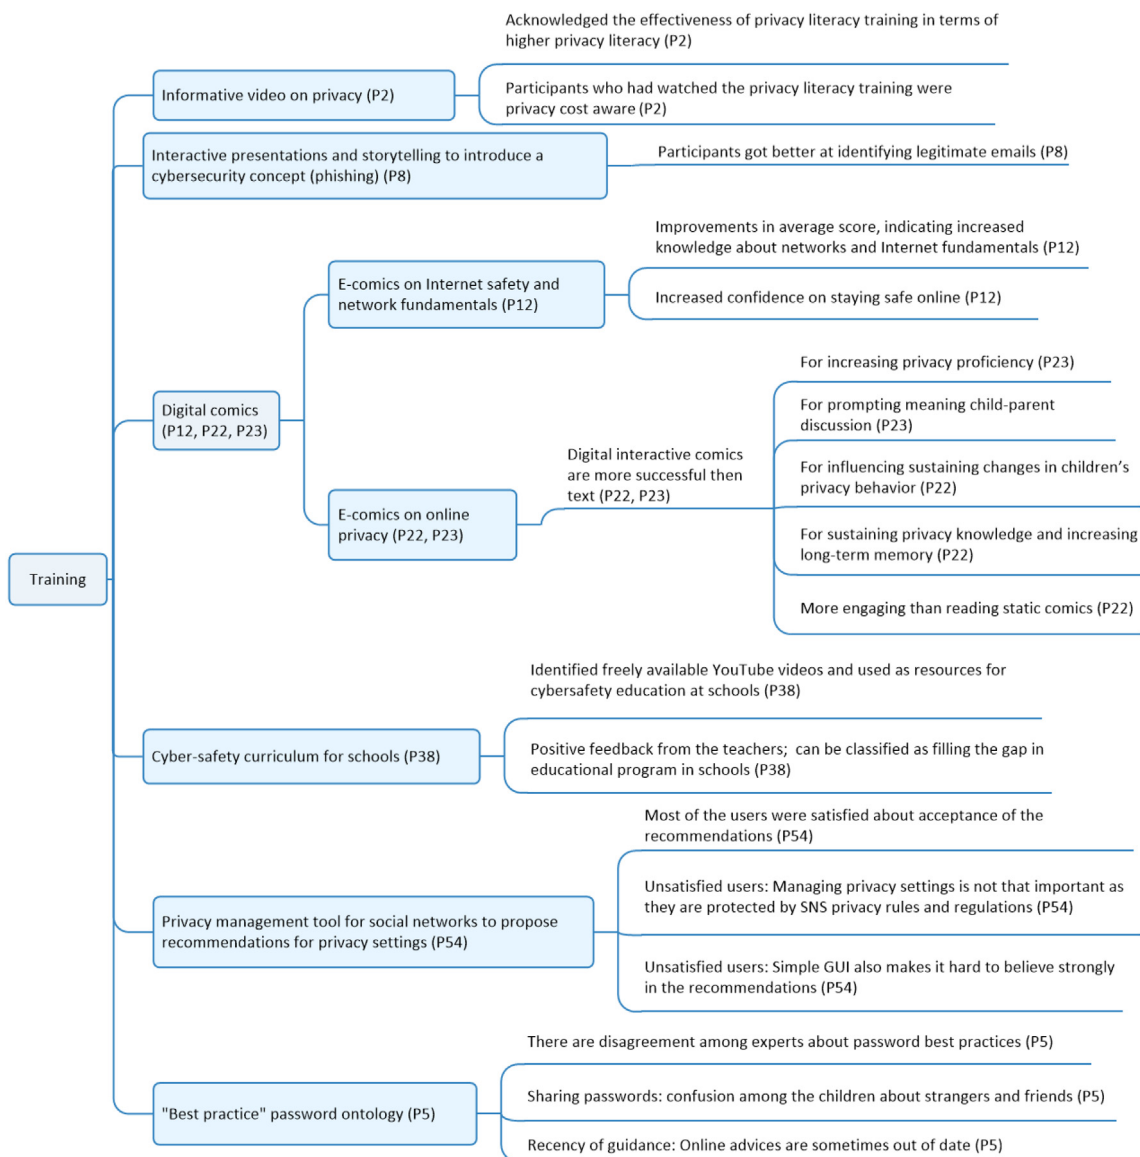 Acknowledged the effectiveness of privacy literacy training in terms of
higher privacy literacy (P2)
Informative video on privacy (P2)
Participants who had watched the privacy literacy training were
privacy cost aware (P2)
Interactive presentations and storytelling to introduce a
cybersecurity concept (phishing) (P8)
Participants got better at identifying legitimate emails (P8)
Improvements in average score, indicating increased
knowledge about networks and Internet fundamentals (P12)
E-comics on Internet safety and
network fundamentals (P12)
Increased confidence on staying safe online (P12)
Digital comics
(P12, P22, P23)
For increasing privacy proficiency (P23)
For prompting meaning child-parent
discussion (P23)
Digital interactive comics
are more successful then
text (P22, P23)
For influencing sustaining changes in children's
privacy behavior (P22)
E-comics on online
privacy (P22, P23)
For sustaining privacy knowledge and increasing
long-term memory (P22)
More engaging than reading static comics (P22)
Training
Identified freely available YouTube videos and used as resources for
cybersafety education at schools (P38)
Cyber-safety curriculum for schools (P38)
Positive feedback from the teachers; can be classified as filling the gap in
educational program in schools (P38)
Most of the users were satisfied about acceptance of the
recommendations (P54)
Privacy management tool for social networks to propose
recommendations for privacy settings (P54)
Unsatisfied users: Managing privacy settings is not that important as
they are protected by SNS privacy rules and regulations (P54)
Unsatisfied users: Simple GUI also makes it hard to believe strongly
in the recommendations (P54)
There are disagreement among experts about password best practices (P5)
"Best practice" password ontology (P5)
Sharing passwords: confusion among the children about strangers and friends (P5)
Recency of guidance: Online advices are sometimes out of date (P5)